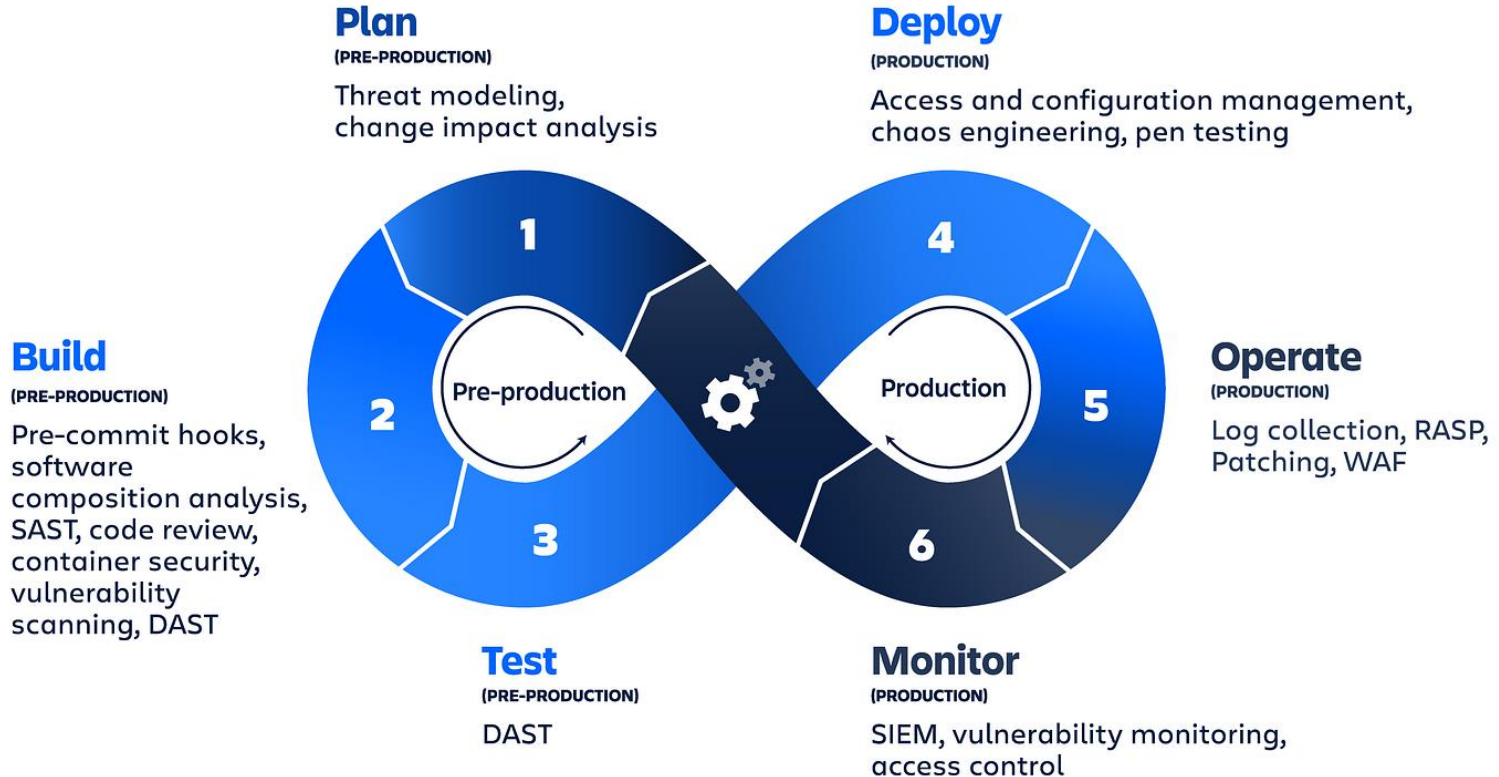 Plan
(PRE-PRODUCTION)
Threat modeling,
change impact analysis
Deploy
(PRODUCTION)
Access and configuration management,
chaos engineering, pen testing
1
4
Build
(PRE-PRODUCTION)
Pre-commit hooks,
software
composition analysis,
SAST, code review,
container security,
vulnerability
scanning, DAST
2
Pre-production
Production
5
Operate
(PRODUCTION)
Log collection, RASP,
Patching, WAF
3
6
Test
(PRE-PRODUCTION)
DAST
Monitor
(PRODUCTION)
SIEM, vulnerability monitoring,
access control